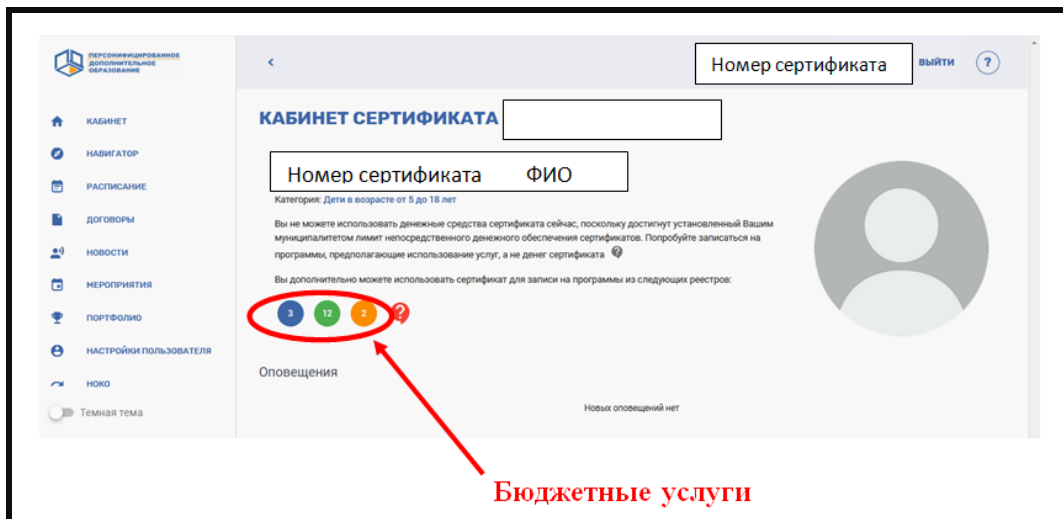 ПЕРСОНИФИЦИРОВАННОЕ
ДОПОЛНИТЕЛЬНОЕ
ОБРАЗОВАНИЕ
<
Номер сертификата
ВЫЙТИ
?
КАБИНЕТ
НАВИГАТОР
РАСПИСАНИЕ
ДОГОВОРЫ
НОВОСТИ
МЕРОПРИЯТИЯ
ПОРТФОЛИО
НАСТРОЙКИ ПОЛЬЗОВАТЕЛЯ
НОКО
Темная тема
КАБИНЕТ СЕРТИФИКАТА
Номер сертификата ФИО
Категория: Дети в возрасте от 5 до 18 лет
Вы не можете использовать денежные средства сертификата сейчас, поскольку достигнут установленный Вашим
муниципалитетом лимит непосредственного денежного обеспечения сертификатов. Попробуйте записаться на
программы, предполагающие использование услуг, а не денег сертификата ?
Вы дополнительно можете использовать сертификат для записи на программы из следующих реестров:
3 12 2 ?
Оповещения
Новых оповещений нет
Бюджетные услуги